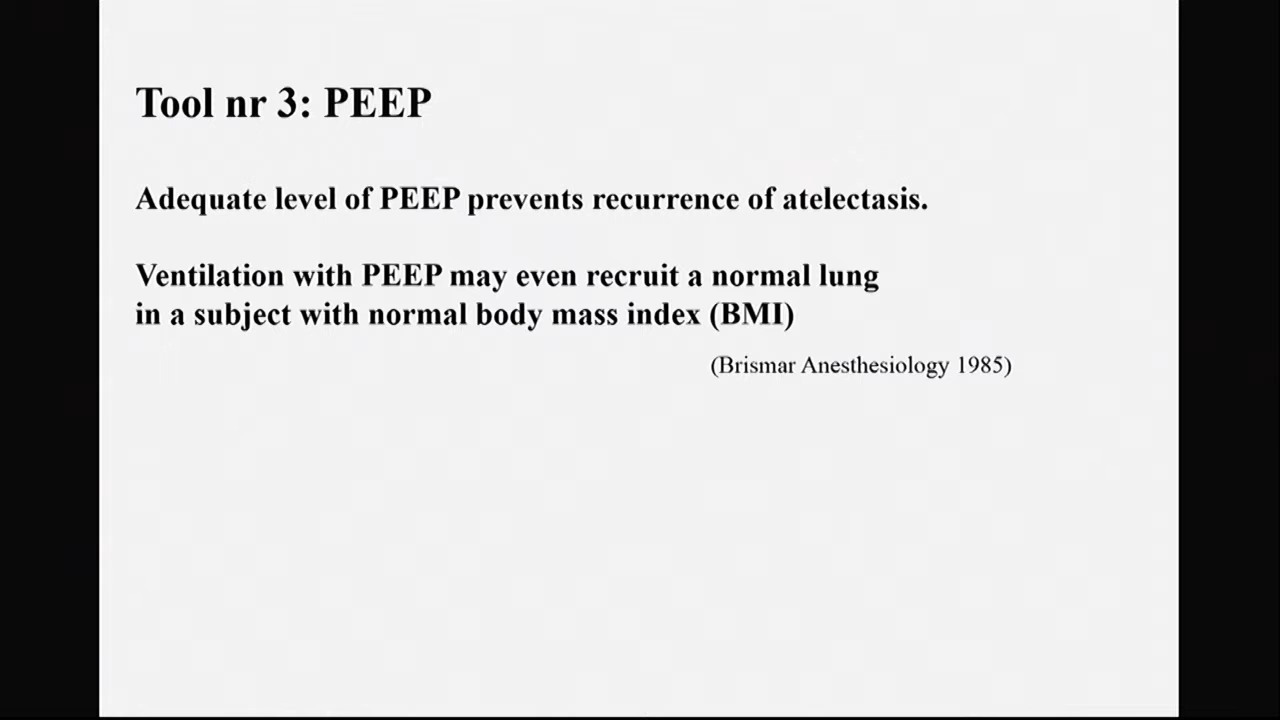 Tool nr 3: PEEP
Adequate level of PEEP prevents recurrence of atelectasis.
Ventilation with PEEP may even recruit a normal lung
in a subject with normal body mass index (BMI)
(Brismar Anesthesiology 1985)